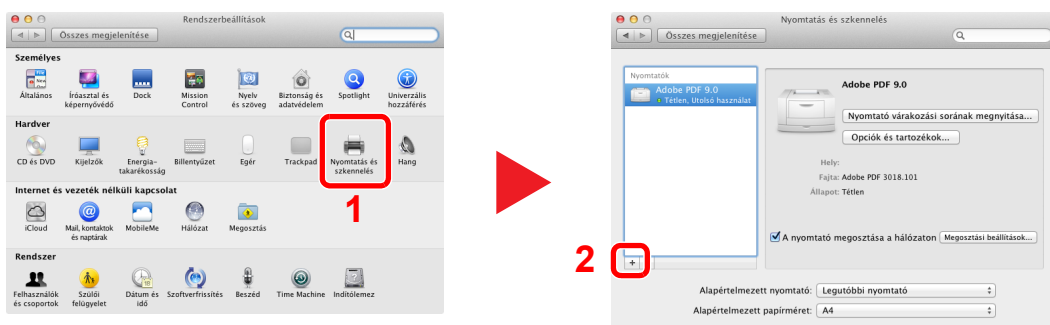 Rendszerbeállítások
Összes megjelenítése
Személyes
Általános
Íróasztal és képernyővédő
Dock
Mission Control
Nyelv és szöveg
Biztonság és adatvédelem
Spotlight
Univerzális hozzáférés
Hardver
CD és DVD
Kijelzők
Energia-takarékosság
Billentyűzet
Egér
Trackpad
Nyomtatás és szkennelés
Hang
1
Internet és vezeték nélküli kapcsolat
iCloud
Mail, kontaktok és naptárak
MobileMe
Hálózat
Megosztás
Rendszer
Felhasználók és csoportok
Szülői felügyelet
Dátum és idő
Szoftverfrissítés
Beszéd
Time Machine
Indítólemez
Nyomtatás és szkennelés
Összes megjelenítése
Nyomtatók
Adobe PDF 9.0
Tétlen, Utolsó használat
Adobe PDF 9.0
Nyomtató várakozási sorának megnyitása...
Opciók és tartozékok...
Hely:
Fajta: Adobe PDF 3018.101
Állapot: Tétlen
A nyomtató megosztása a hálózaton
Megosztási beállítások...
2
+
Alapértelmezett nyomtató: Legutóbbi nyomtató
Alapértelmezett papírméret: A4